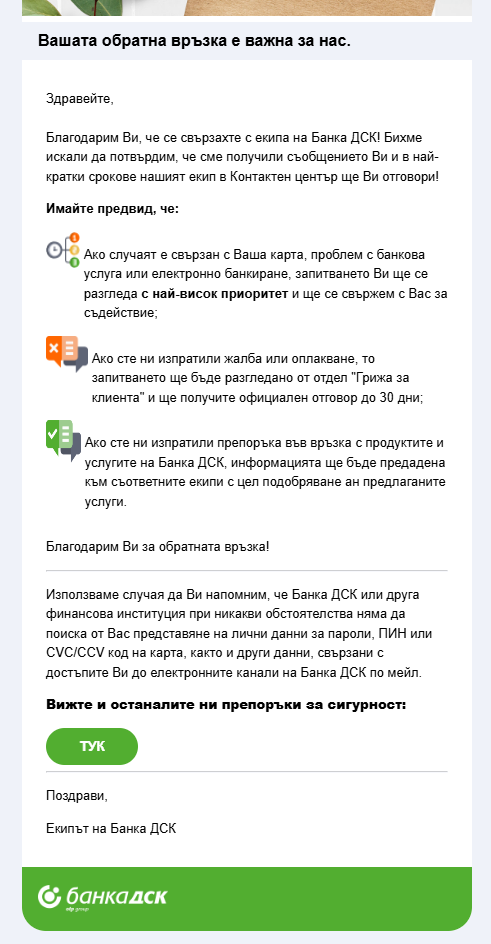 Вашата обратна връзка е важна за нас.
Здравейте,
Благодарим Ви, че се свързахте с екипа на Банка ДСК! Бихме
искали да потвърдим, че сме получили съобщението Ви и в най-
кратки срокове нашият екип в Контактен център ще Ви отговори!
Имайте предвид, че:
Ако случаят е свързан с Ваша карта, проблем с банкова
услуга или електронно банкиране, запитването Ви ще се
разгледа с най-висок приоритет и ще се свържем с Вас за
съдействие;
Ако сте ни изпратили жалба или оплакване, то
запитването ще бъде разгледано от отдел "Грижа за
клиента" и ще получите официален отговор до 30 дни;
Ако сте ни изпратили препоръка във връзка с продуктите и
услугите на Банка ДСК, информацията ще бъде предадена
към съответните екипи с цел подобряване ан предлаганите
услуги.
Благодарим Ви за обратната връзка!
Използваме случая да Ви напомним, че Банка ДСК или друга
финансова институция при никакви обстоятелства няма да
поиска от Вас представяне на лични данни за пароли, ПИН или
CVC/CCV код на карта, както и други данни, свързани с
достъпите Ви до електронните канали на Банка ДСК по мейл.
Вижте и останалите ни препоръки за сигурност:
ТУК
Поздрави,
Екипът на Банка ДСК
банка дск
otp group